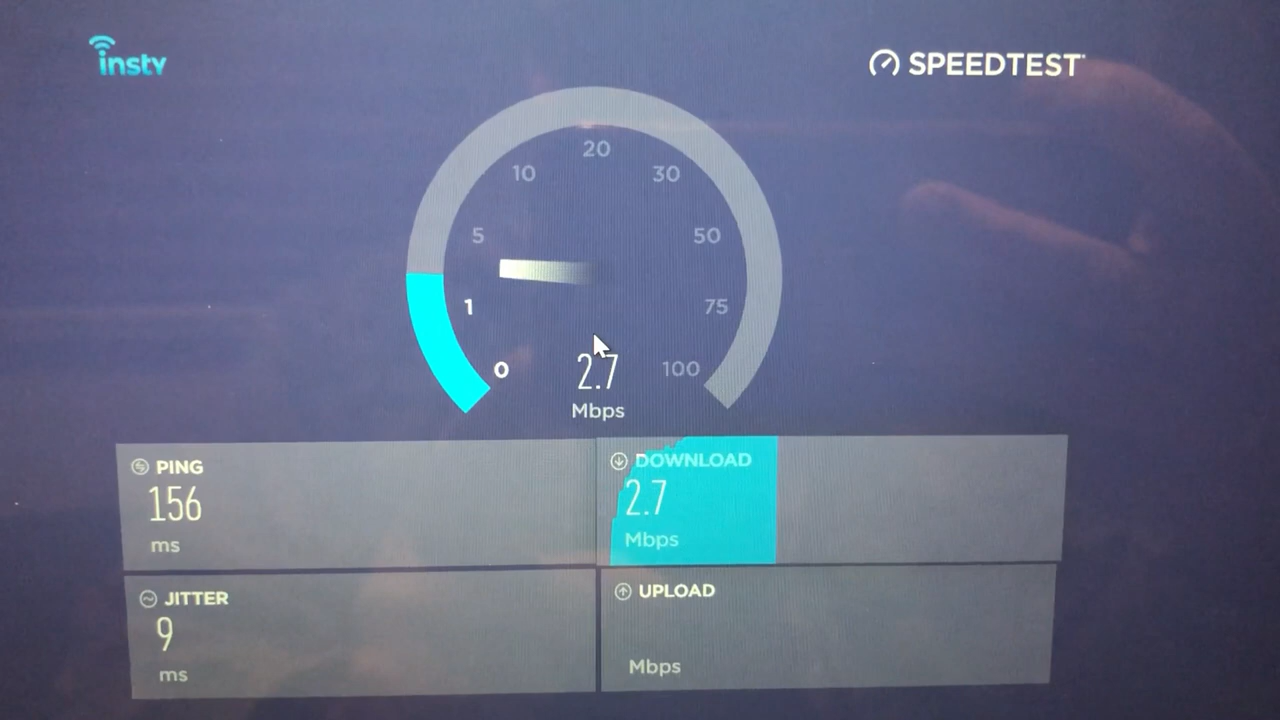 insty
SPEEDTEST
20
10
30
5
50
1
75
0
100
2.7
Mbps
PING
156
ms
DOWNLOAD
2.7
Mbps
JITTER
9
ms
UPLOAD
Mbps